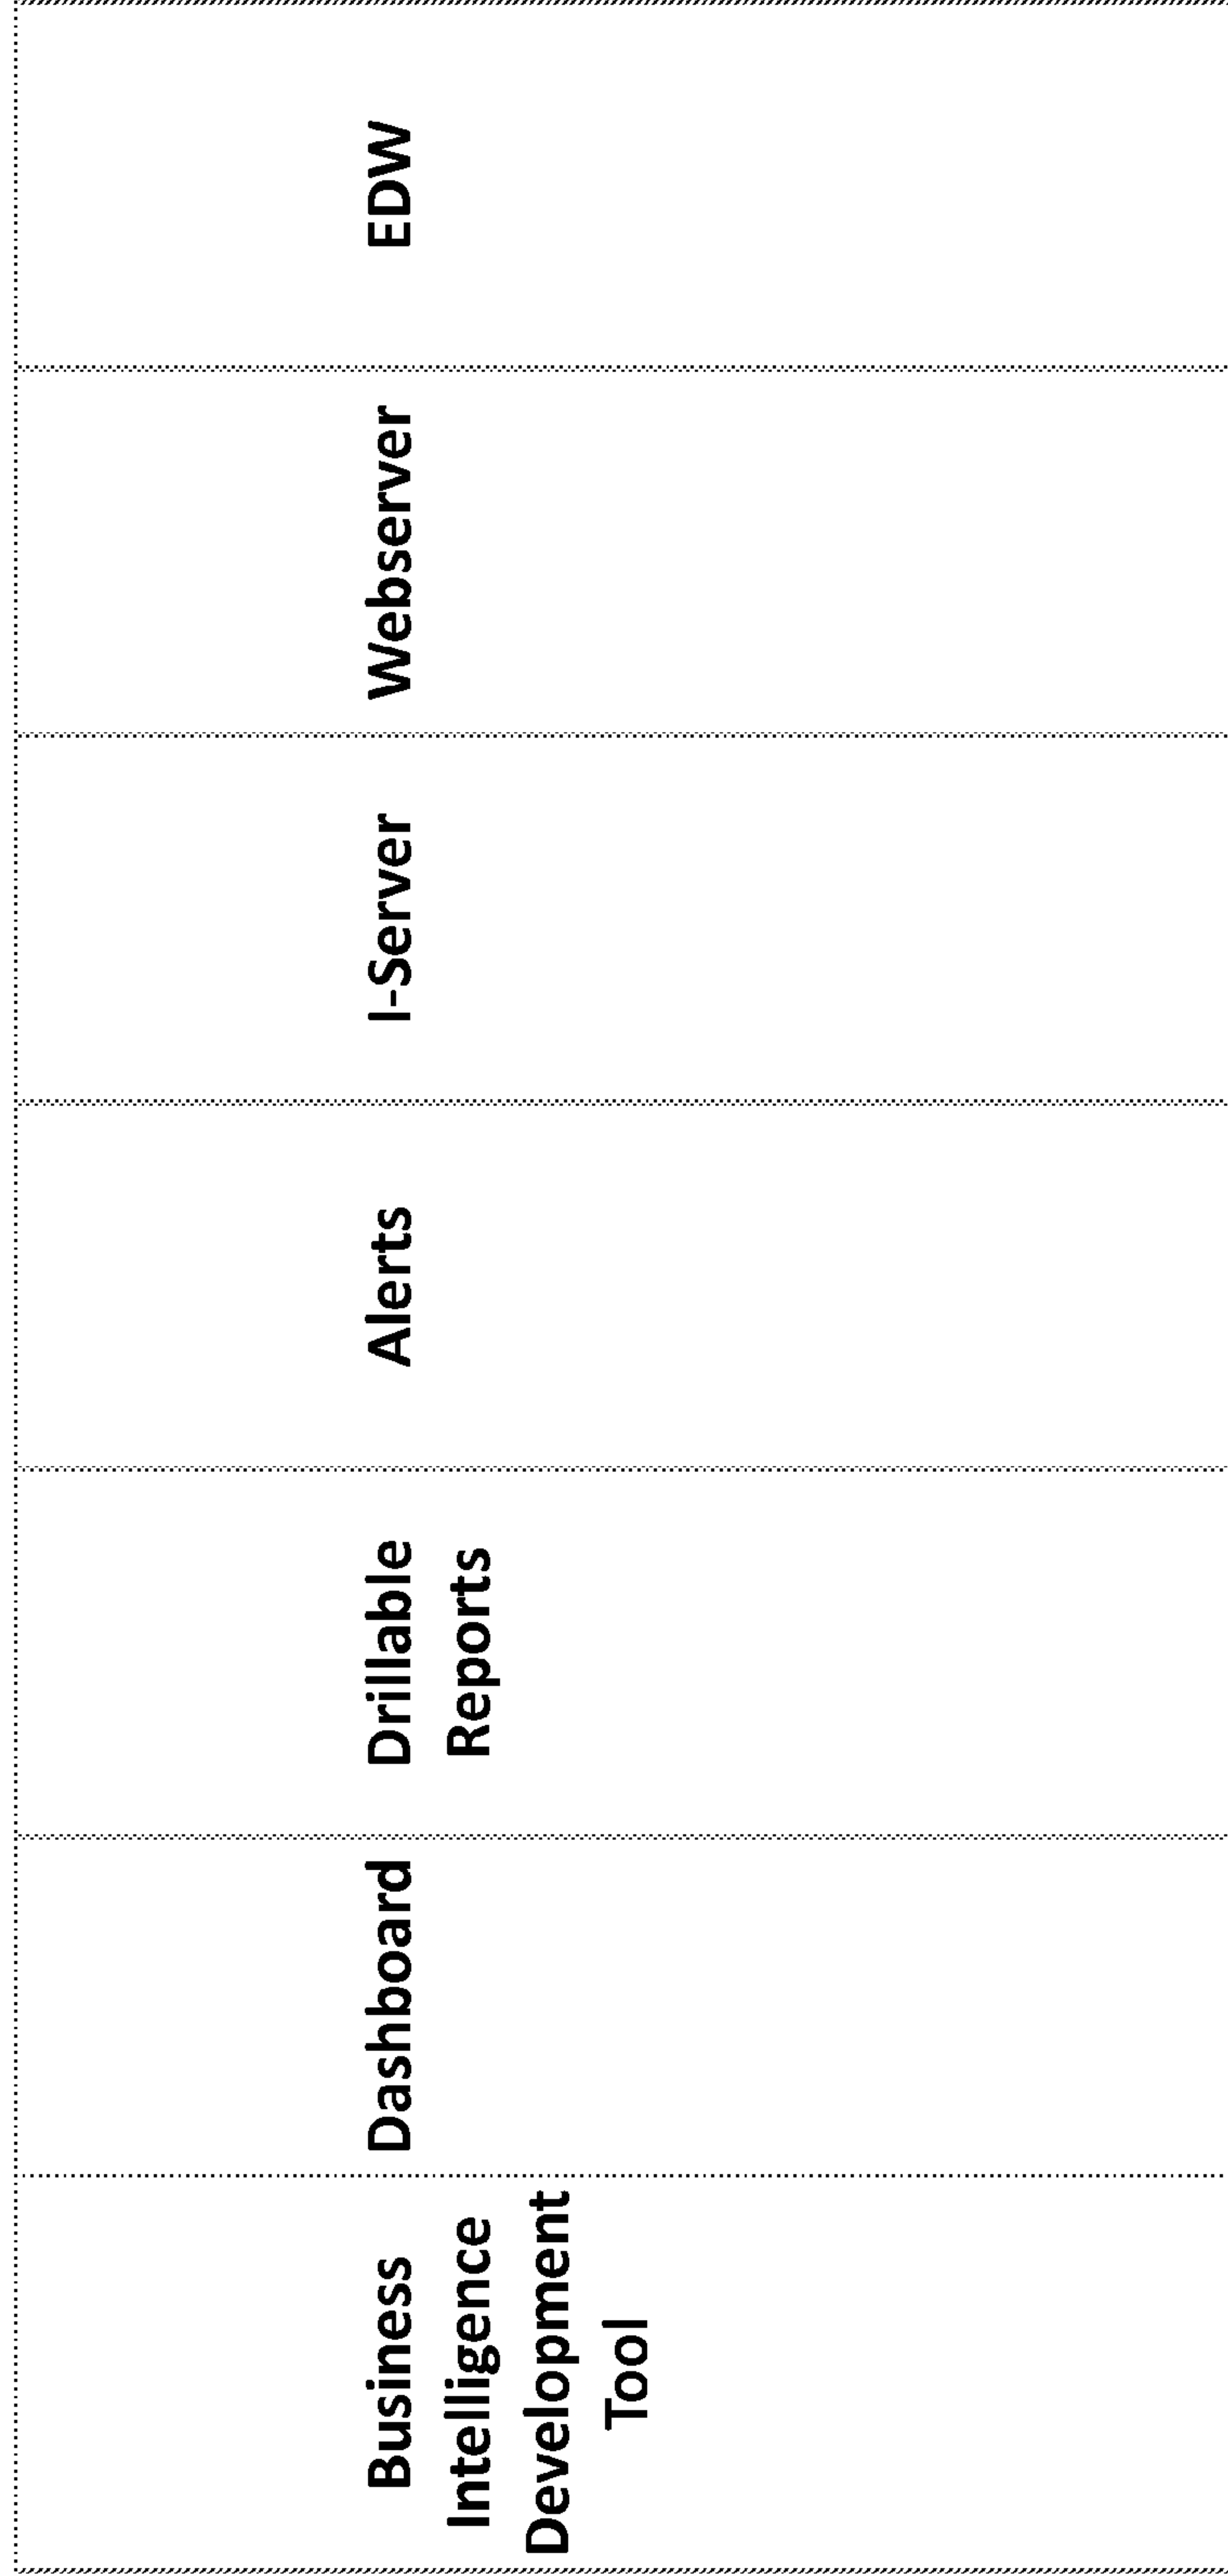 Business
Intelligence
Development
Tool
Dashboard
Drillable
Reports
Alerts
I-Server
Webserver
EDW